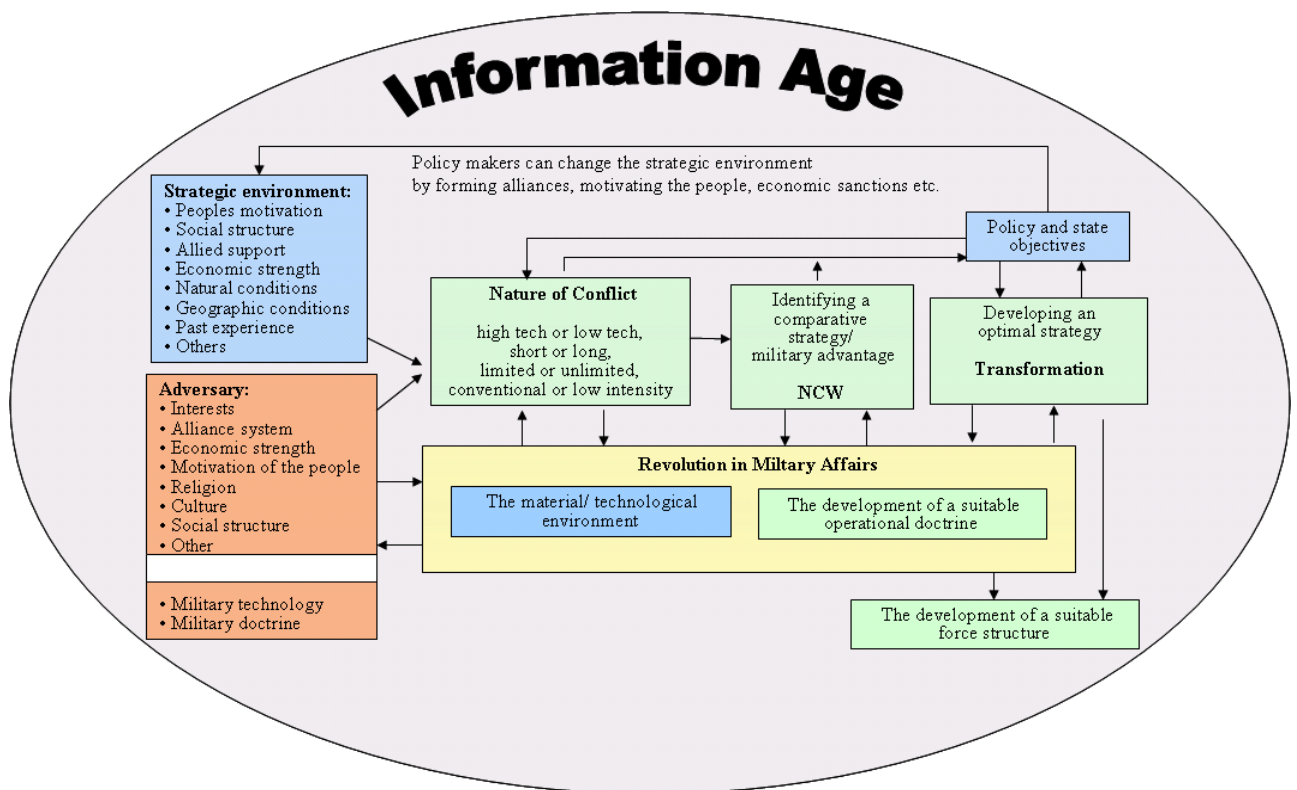 Information Age
Policy makers can change the strategic environment
by forming alliances, motivating the people, economic sanctions etc.
Strategic environment:
• Peoples motivation
• Social structure
• Allied support
• Economic strength
• Natural conditions
• Geographic conditions
• Past experience
• Others
Policy and state
objectives
Nature of Conflict
high tech or low tech,
short or long,
limited or unlimited,
conventional or low intensity
Identifying a
comparative
strategy/
military advantage
NCW
Developing an
optimal strategy
Transformation
Adversary:
• Interests
• Alliance system
• Economic strength
• Motivation of the people
• Religion
• Culture
• Social structure
• Other
• Military technology
• Military doctrine
Revolution in Miltary Affairs
The material/ technological
environment
The development of a suitable
operational doctrine
The development of a suitable
force structure